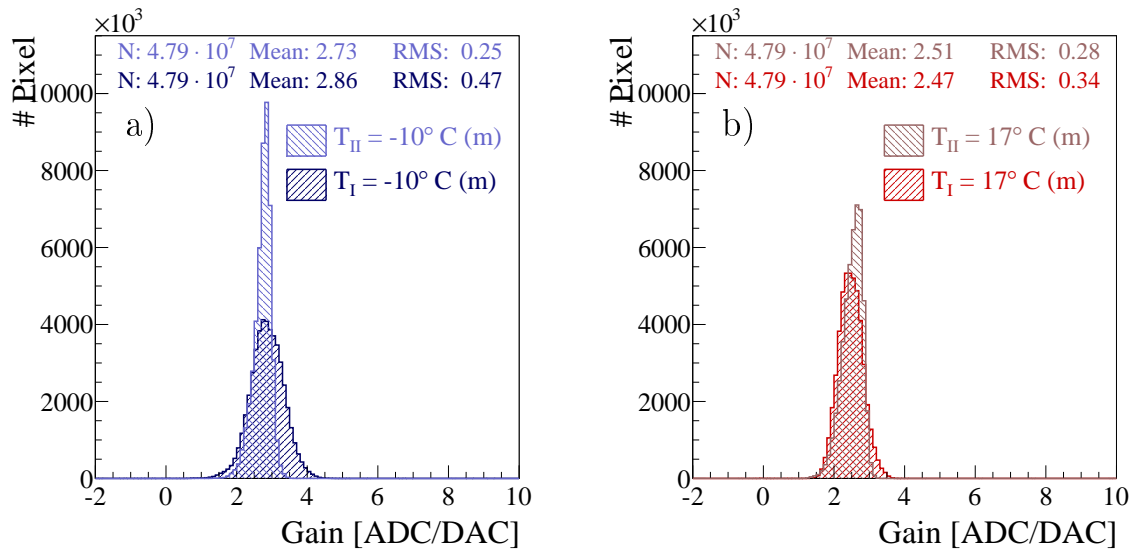 ×10³
N: 4.79 · 10⁷ Mean: 2.73 RMS: 0.25
N: 4.79 · 10⁷ Mean: 2.86 RMS: 0.47
a)
T_II = -10° C (m)
T_I = -10° C (m)
# Pixel
10000
8000
6000
4000
2000
0
-2 0 2 4 6 8 10
Gain [ADC/DAC]
×10³
N: 4.79 · 10⁷ Mean: 2.51 RMS: 0.28
N: 4.79 · 10⁷ Mean: 2.47 RMS: 0.34
b)
T_II = 17° C (m)
T_I = 17° C (m)
# Pixel
10000
8000
6000
4000
2000
0
-2 0 2 4 6 8 10
Gain [ADC/DAC]